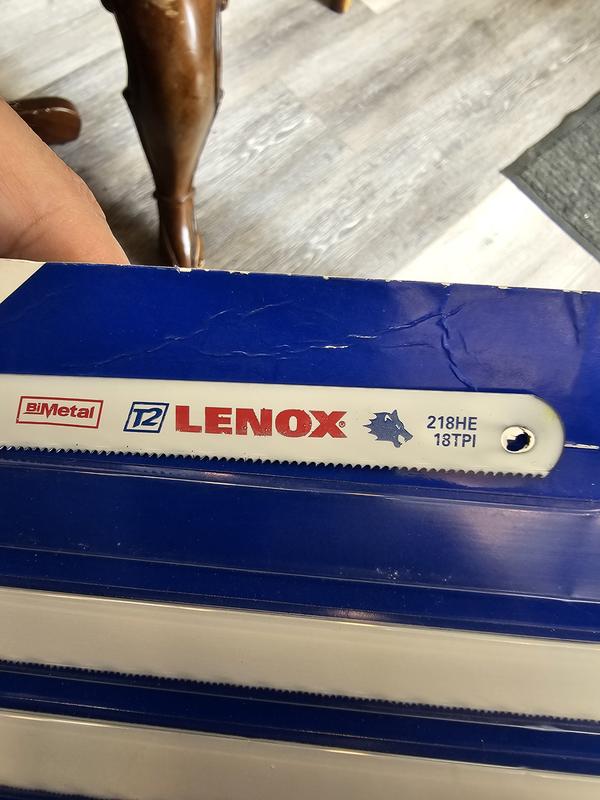 BiMetal T2 LENOX® 218HE
18TPI